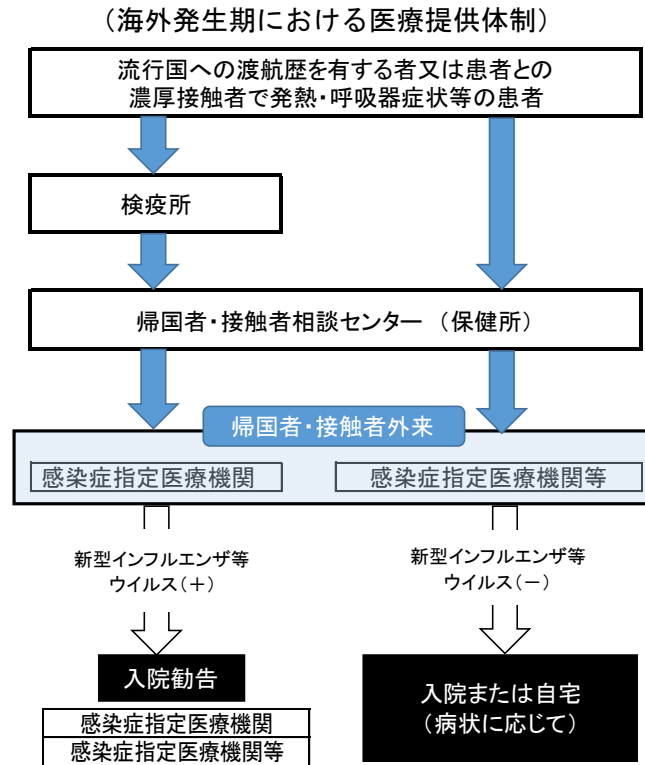 (海外発生期における医療提供体制)
流行国への渡航歴を有する者又は患者との
濃厚接触者で発熱・呼吸器症状等の患者
検疫所
帰国者・接触者相談センター (保健所)
帰国者・接触者外来
感染症指定医療機関
感染症指定医療機関等
新型インフルエンザ等
ウイルス(+)
新型インフルエンザ等
ウイルス(-)
入院勧告
感染症指定医療機関
感染症指定医療機関等
入院または自宅
(病状に応じて)